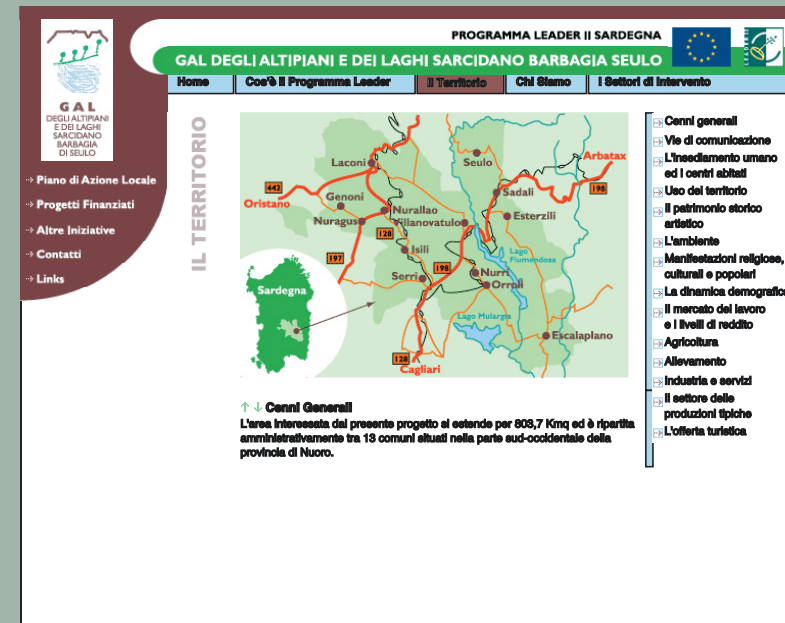 PROGRAMMA LEADER II SARDEGNA
GAL DEGLI ALTIPIANI E DEI LAGHI SARCIDANO BARBAGIA SEULO
Home
Cos'è il Programma Leader
Il Territorio
Chi Siamo
I Settori di Intervento
GAL
DEGLI ALTIPIANI
E DEI LAGHI
SARCIDANO
BARBAGIA
DI SEULO
Piano di Azione Locale
Progetti Finanziati
Altre Iniziative
Contatti
Links
IL TERRITORIO
Laconi
Seulo
Arbatax
442
198
Oristano
Genoni
Sadali
Nurallao
Nuragus
Villanovatulo
Esterzili
128
Isili
Lago
Flumendosa
197
198
Serri
Nurri
Orroli
Sardegna
Lago Mulargia
Escalaplano
128
Cagliari
Cenni Generali
L'area interessata dal presente progetto si estende per 803,7 Kmq ed è ripartita
amministrativamente tra 13 comuni situati nella parte sud-occidentale della
provincia di Nuoro.
Cenni generali
Vie di comunicazione
L'insediamento umano
ed i centri abitati
Uso del territorio
Il patrimonio storico
artistico
L'ambiente
Manifestazioni religiose,
culturali e popolari
La dinamica demografica
Il mercato del lavoro
e i livelli di reddito
Agricoltura
Allevamento
Industria e servizi
Il settore delle
produzioni tipiche
L'offerta turistica